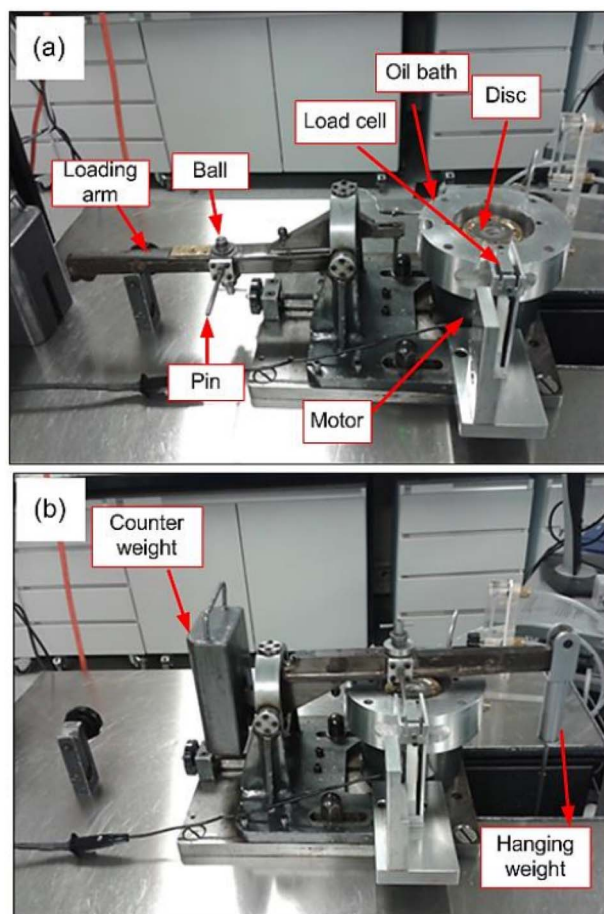 (a)
Oil bath
Disc
Load cell
Loading
arm
Ball
Pin
Motor
(b)
Counter
weight
Hanging
weight